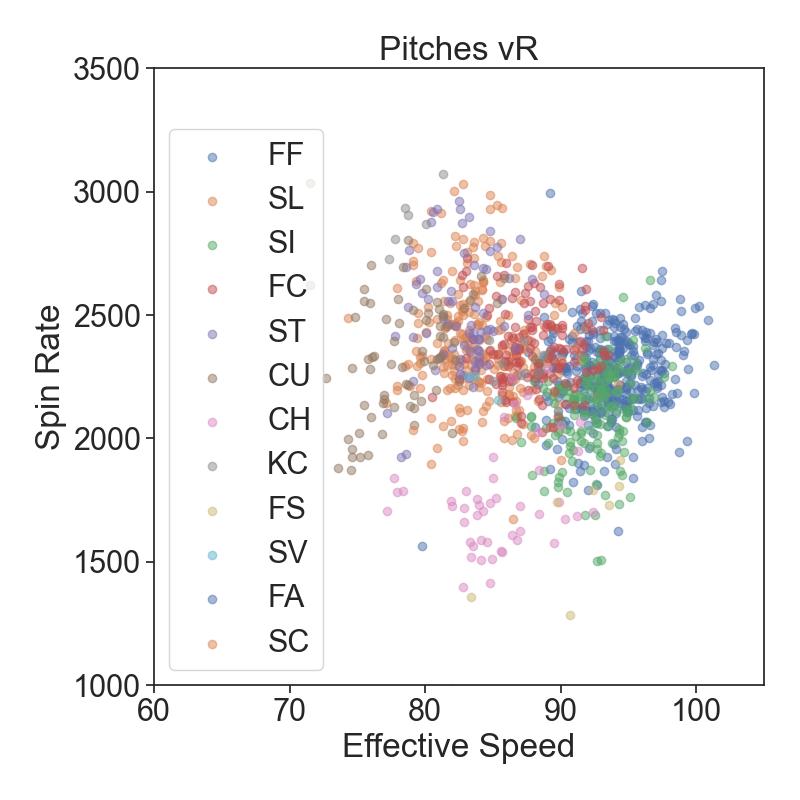 Pitches vR
3500
3000
2500
2000
1500
1000
Spin Rate
FF
SL
SI
FC
ST
CU
CH
KC
FS
SV
FA
SC
60 70 80 90 100
Effective Speed